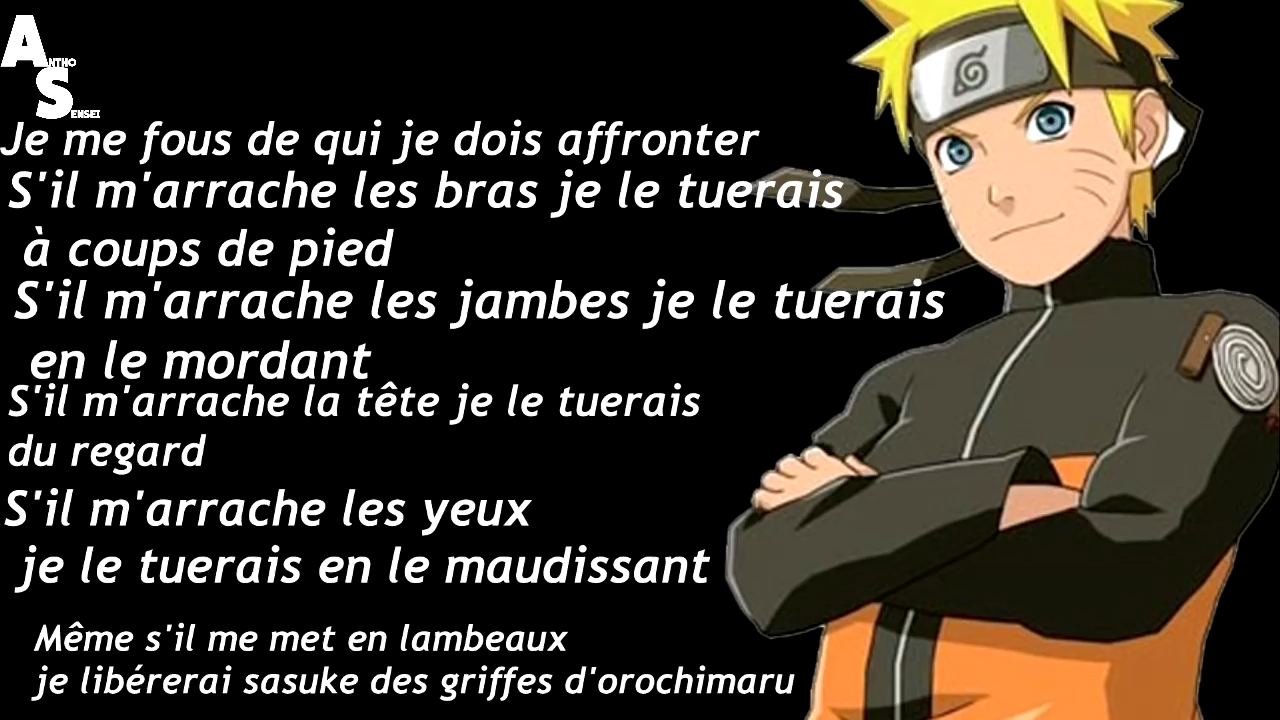 ANTHO
SENSEI
Je me fous de qui je dois affronter
S'il m'arrache les bras je le tuerais
à coups de pied
S'il m'arrache les jambes je le tuerais
en le mordant
S'il m'arrache la tête je le tuerais
du regard
S'il m'arrache les yeux
je le tuerais en le maudissant
Même s'il me met en lambeaux
je libérerai sasuke des griffes d'orochimaru